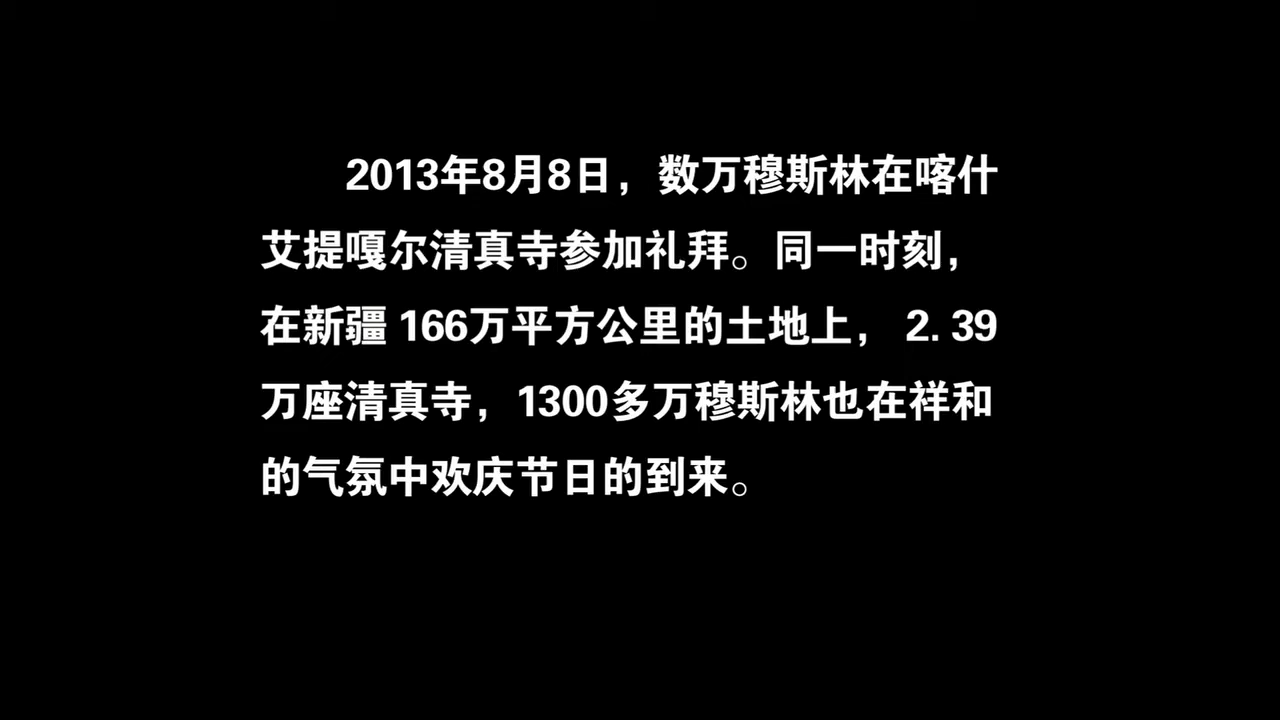 2013年8月8日，数万穆斯林在喀什
艾提嘎尔清真寺参加礼拜。同一时刻，
在新疆 166万平方公里的土地上， 2. 39
万座清真寺，1300多万穆斯林也在祥和
的气氛中欢庆节日的到来。